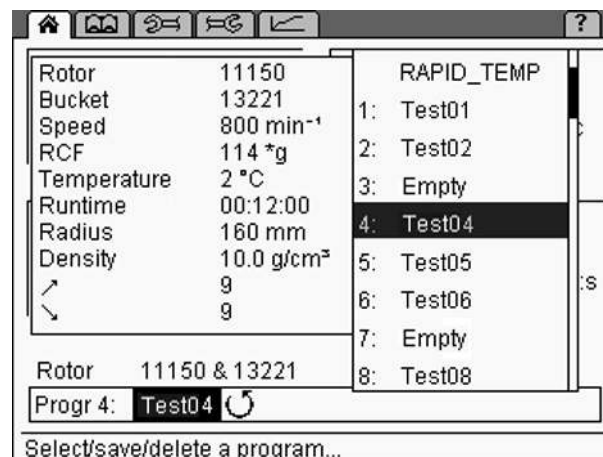 ?
Rotor 11150
Bucket 13221
Speed 800 min⁻¹
RCF 114 *g
Temperature 2 °C
Runtime 00:12:00
Radius 160 mm
Density 10.0 g/cm³
↗ 9
↘ 9
RAPID_TEMP
1: Test01
2: Test02
3: Empty
4: Test04
5: Test05
6: Test06
7: Empty
8: Test08
:s
Rotor 11150 & 13221
Progr 4: Test04
Select/save/delete a program...